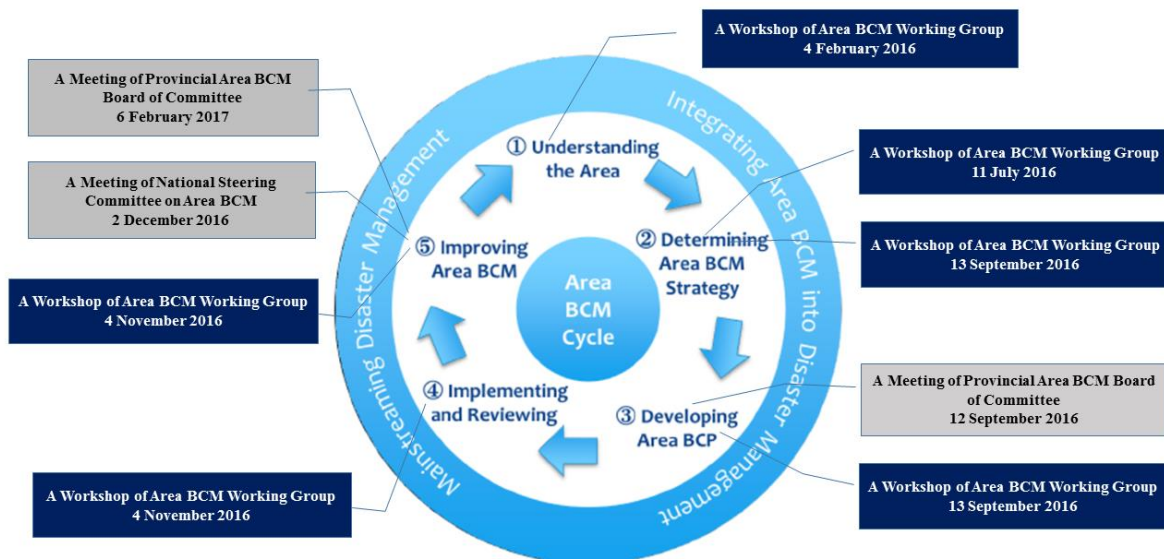 A Workshop of Area BCM Working Group
4 February 2016
A Meeting of Provincial Area BCM
Board of Committee
6 February 2017
A Workshop of Area BCM Working Group
11 July 2016
A Meeting of National Steering
Committee on Area BCM
2 December 2016
A Workshop of Area BCM Working Group
13 September 2016
A Workshop of Area BCM Working Group
4 November 2016
A Meeting of Provincial Area BCM Board
of Committee
12 September 2016
A Workshop of Area BCM Working Group
4 November 2016
A Workshop of Area BCM Working Group
13 September 2016
Mainstreaming Disaster Management
Integrating Area BCM into Disaster Management
① Understanding
the Area
② Determining
Area BCM
Strategy
③ Developing
Area BCP
④ Implementing
and Reviewing
⑤ Improving
Area BCM
Area
BCM
Cycle